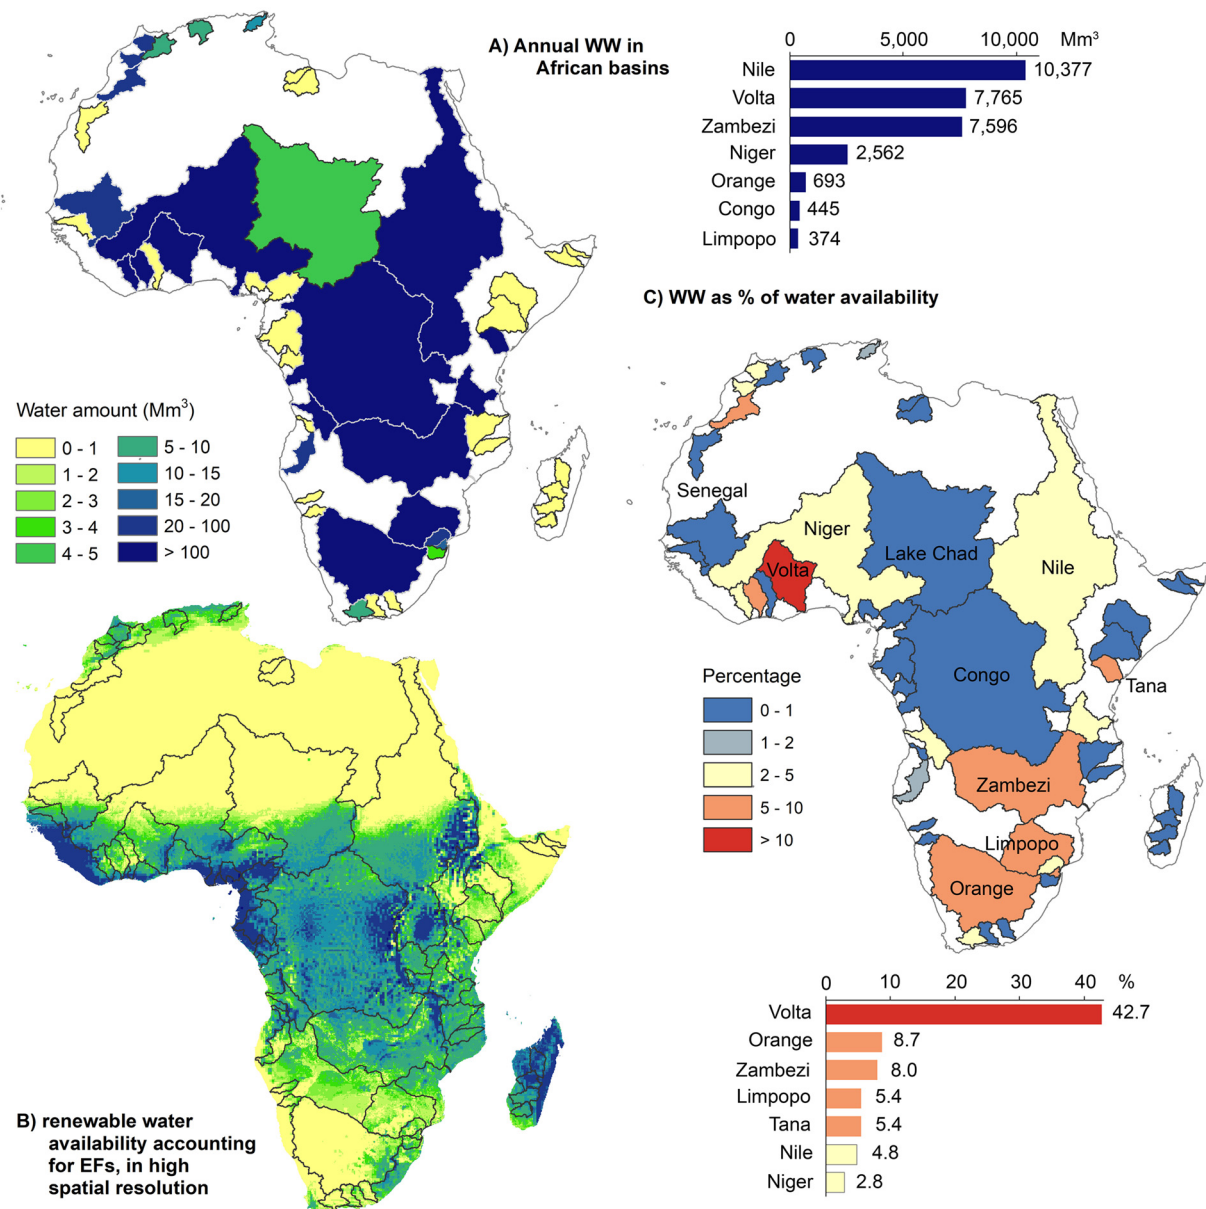 A) Annual WW in
African basins
0 5,000 10,000 Mm³
Nile 10,377
Volta 7,765
Zambezi 7,596
Niger 2,562
Orange 693
Congo 445
Limpopo 374
Water amount (Mm³)
0 - 1 5 - 10
1 - 2 10 - 15
2 - 3 15 - 20
3 - 4 20 - 100
4 - 5 > 100
C) WW as % of water availability
Senegal
Niger
Lake Chad
Volta
Nile
Congo
Tana
Zambezi
Limpopo
Orange
Percentage
0 - 1
1 - 2
2 - 5
5 - 10
> 10
B) renewable water
availability accounting
for EFs, in high
spatial resolution
0 10 20 30 40 %
Volta 42.7
Orange 8.7
Zambezi 8.0
Limpopo 5.4
Tana 5.4
Nile 4.8
Niger 2.8